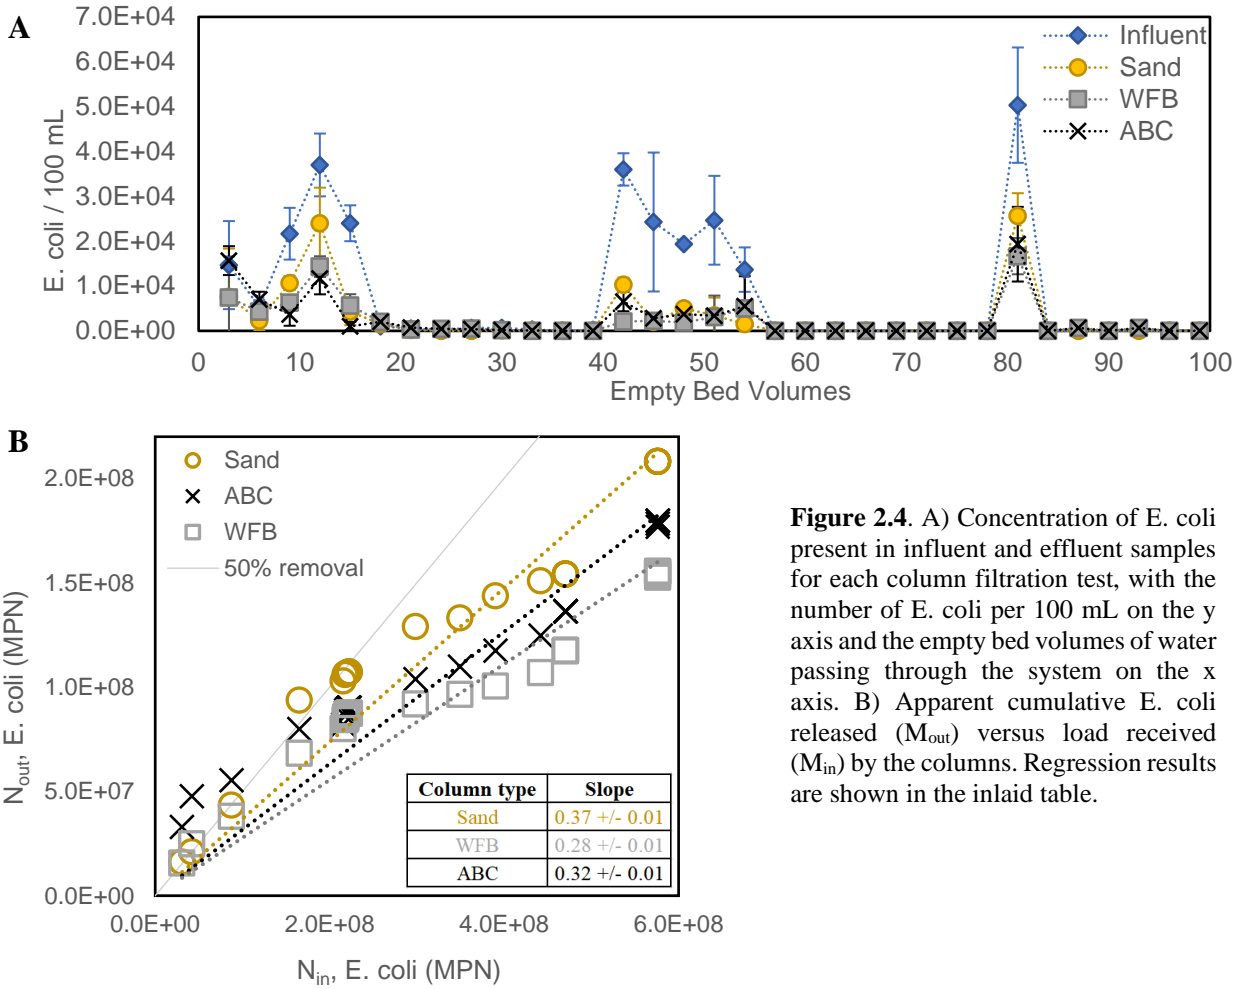 A
7.0E+04
6.0E+04
5.0E+04
4.0E+04
3.0E+04
2.0E+04
1.0E+04
0.0E+00
E. coli / 100 mL
Influent
Sand
WFB
ABC
0 10 20 30 40 50 60 70 80 90 100
Empty Bed Volumes
B
2.0E+08
1.5E+08
1.0E+08
5.0E+07
0.0E+00
Nout, E. coli (MPN)
Sand
ABC
WFB
50% removal
Column type Slope
Sand 0.37 +/- 0.01
WFB 0.28 +/- 0.01
ABC 0.32 +/- 0.01
0.0E+00 2.0E+08 4.0E+08 6.0E+08
Nin, E. coli (MPN)
Figure 2.4. A) Concentration of E. coli
present in influent and effluent samples
for each column filtration test, with the
number of E. coli per 100 mL on the y
axis and the empty bed volumes of water
passing through the system on the x
axis. B) Apparent cumulative E. coli
released (Mout) versus load received
(Min) by the columns. Regression results
are shown in the inlaid table.